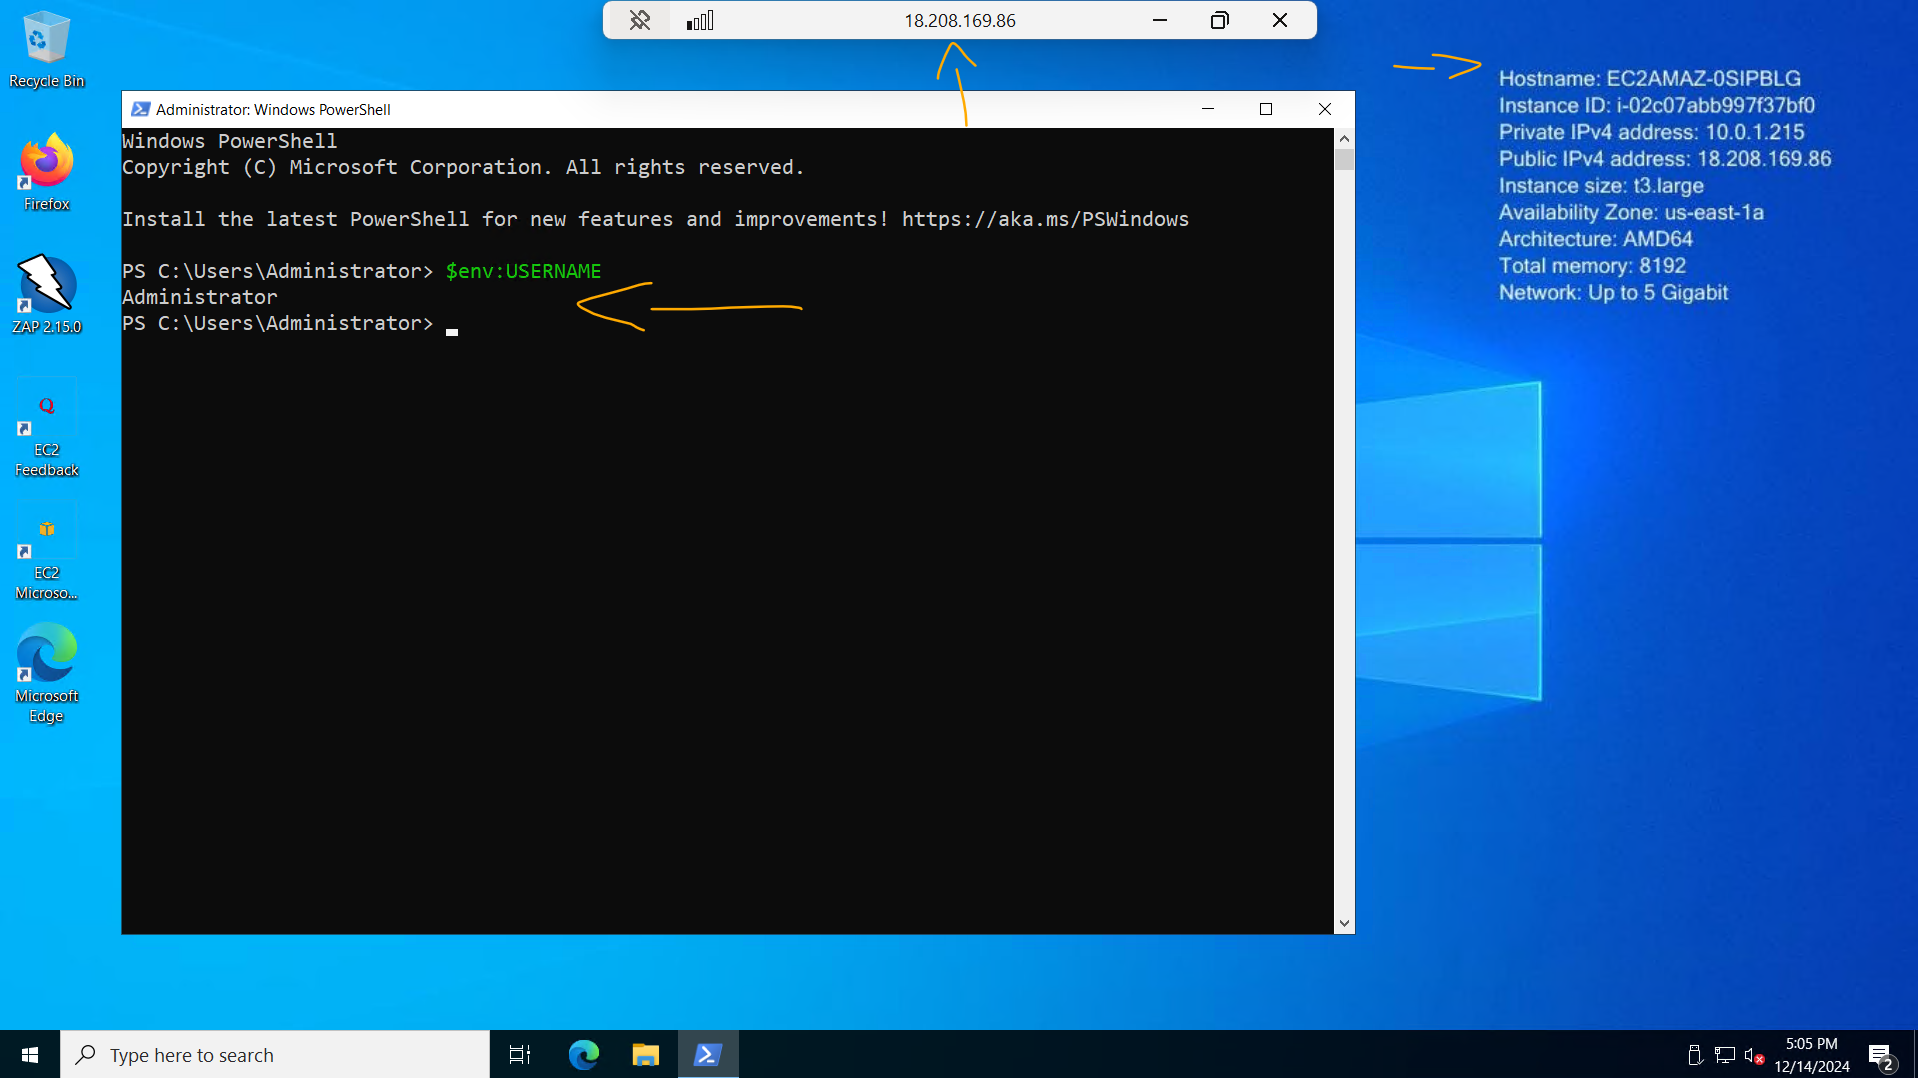 18.208.169.86
Recycle Bin
Firefox
ZAP 2.15.0
Q
EC2
Feedback
EC2
Microso...
Microsoft
Edge
Administrator: Windows PowerShell
Windows PowerShell
Copyright (C) Microsoft Corporation. All rights reserved.
Install the latest PowerShell for new features and improvements! https://aka.ms/PSWindows
PS C:\Users\Administrator> $env:USERNAME
Administrator
PS C:\Users\Administrator>
Hostname: EC2AMAZ-0SIPBLG
Instance ID: i-02c07abb997f37bf0
Private IPv4 address: 10.0.1.215
Public IPv4 address: 18.208.169.86
Instance size: t3.large
Availability Zone: us-east-1a
Architecture: AMD64
Total memory: 8192
Network: Up to 5 Gigabit
Type here to search
5:05 PM
12/14/2024
2